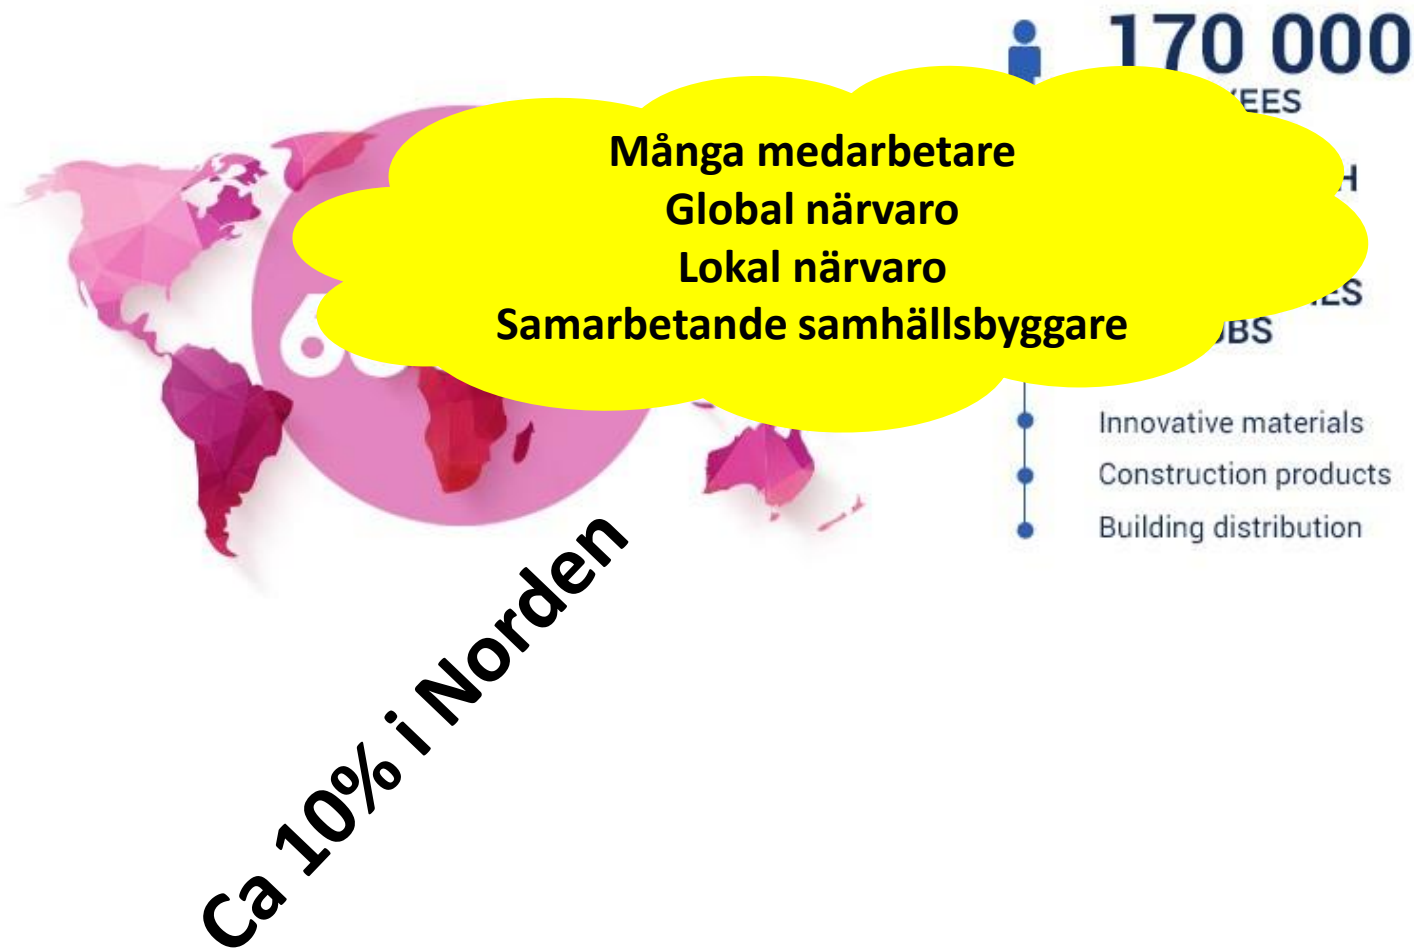 170 000
Många medarbetare
Global närvaro
Lokal närvaro
Samarbetande samhällsbyggare
Innovative materials
Construction products
Building distribution
Ca 10% i Norden